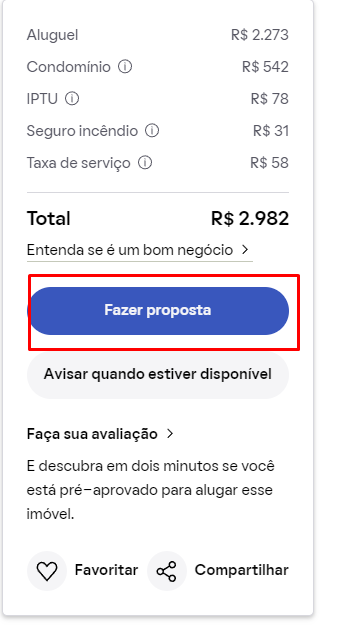 Aluguel R$ 2.273
Condomínio R$ 542
IPTU R$ 78
Seguro incêndio R$ 31
Taxa de serviço R$ 58
Total R$ 2.982
Entenda se é um bom negócio
Fazer proposta
Avisar quando estiver disponível
Faça sua avaliação
E descubra em dois minutos se você
está pré-aprovado para alugar esse
imóvel.
Favoritar Compartilhar